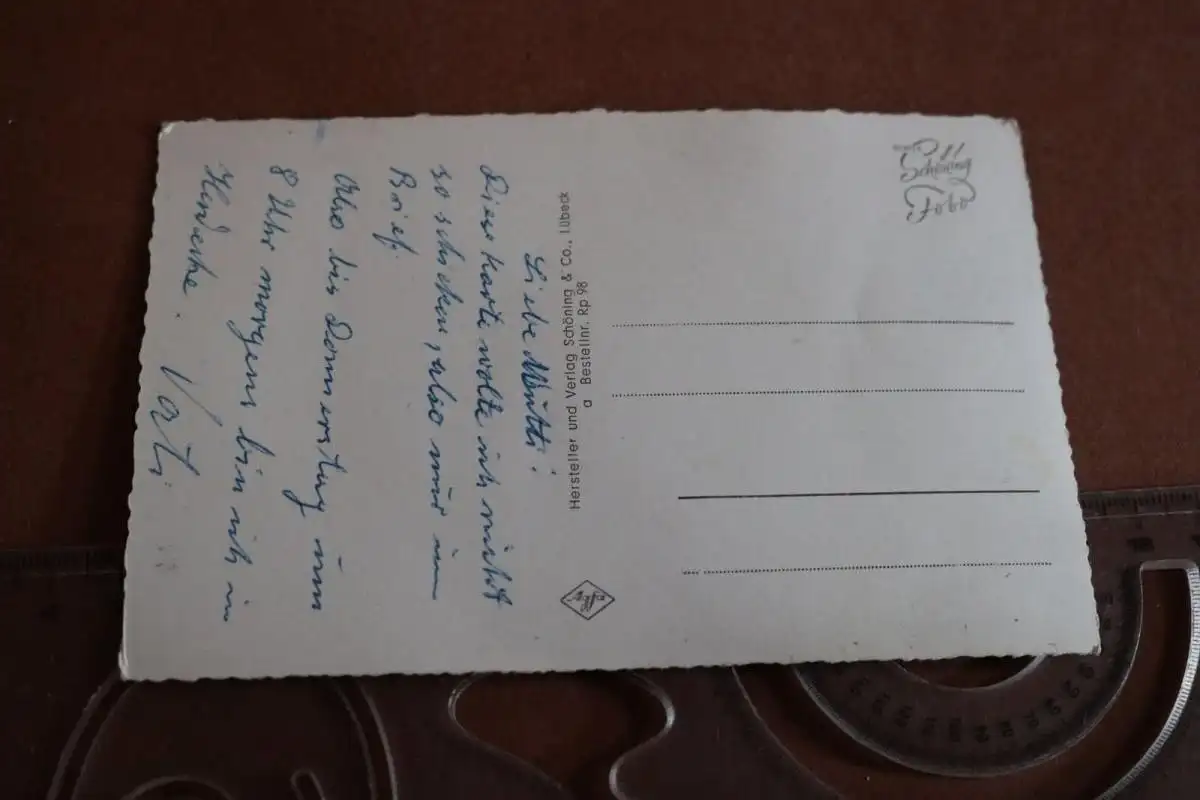 Liebe Mutti!
Diese Karte wollte ich nicht
so schicken, also nur im
Brief.
Also bis Donnerstag um
8 Uhr morgens bin ich in
Vati
Hersteller und Verlag Schöning & Co., Lübeck
a Bestellnr. Rp 98
Agfa
Schöning
Foto